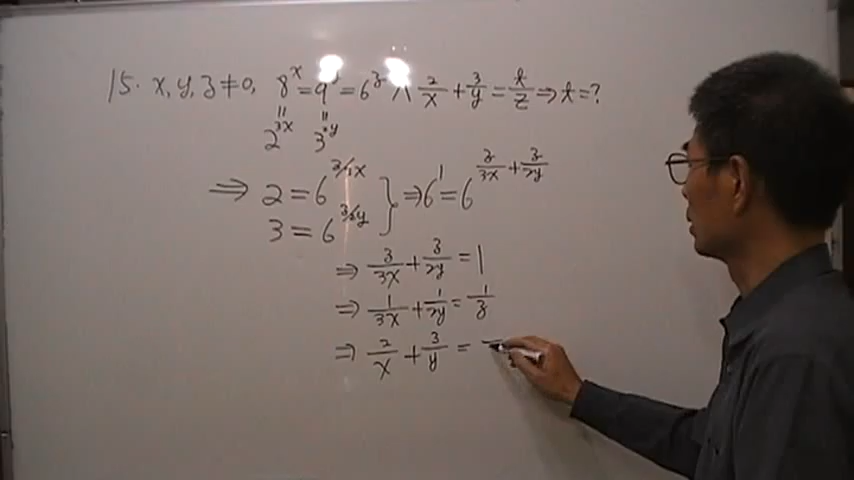 15. x, y, z ≠ 0, 8^x = 9^y = 6^z ∧ 2/x + 3/y = k/z ⇒ k = ?
" "
2^3x 3^2y
⇒ 2 = 6^z/3x } ⇒ 6^1 = 6^z/3x + z/2y
3 = 6^z/2y
⇒ z/3x + z/2y = 1
⇒ 1/3x + 1/2y = 1/z
⇒ 2/x + 3/y =